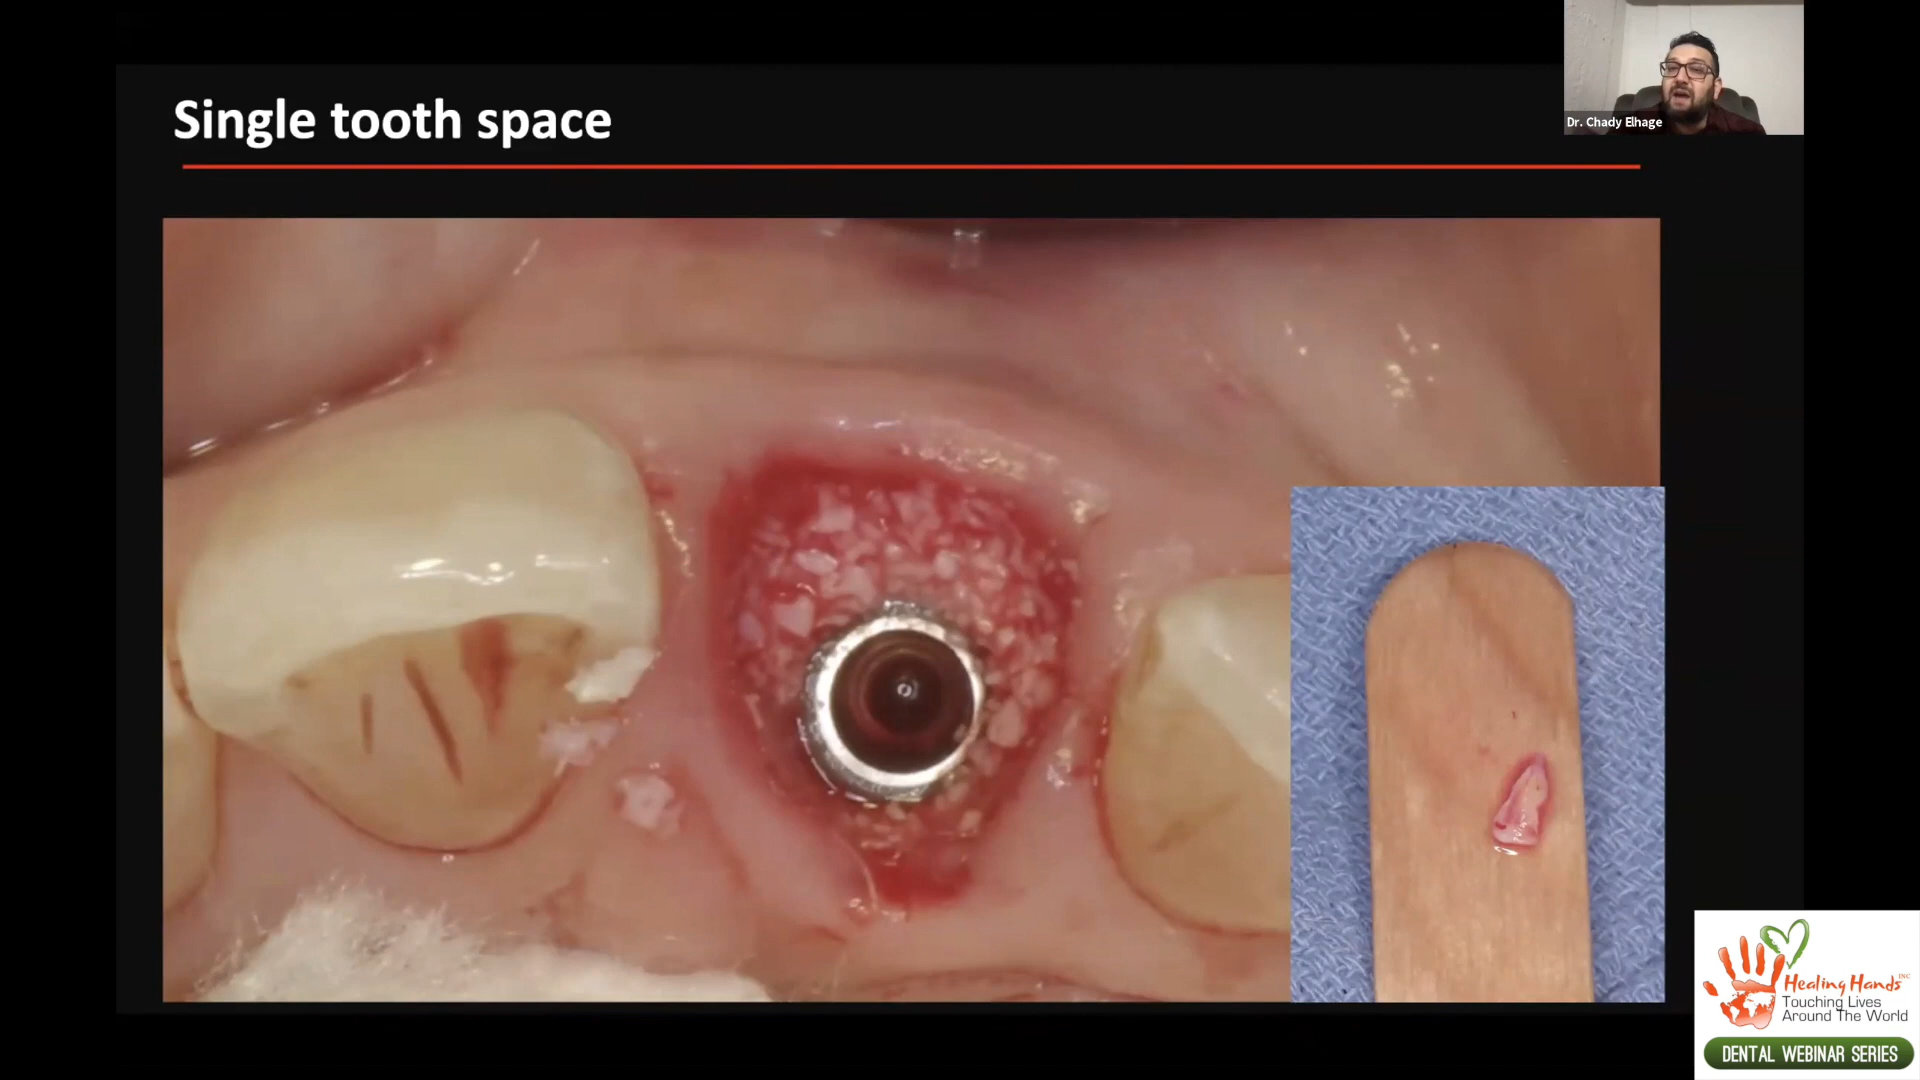 Single tooth space
Dr. Chady Elhage
Healing Hands INC
Touching Lives
Around The World
DENTAL WEBINAR SERIES